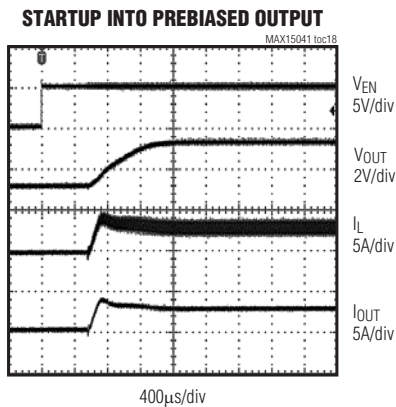 STARTUP INTO PREBIASED OUTPUT
MAX15041 toc18
T
VEN
5V/div
VOUT
2V/div
IL
5A/div
IOUT
5A/div
400µs/div